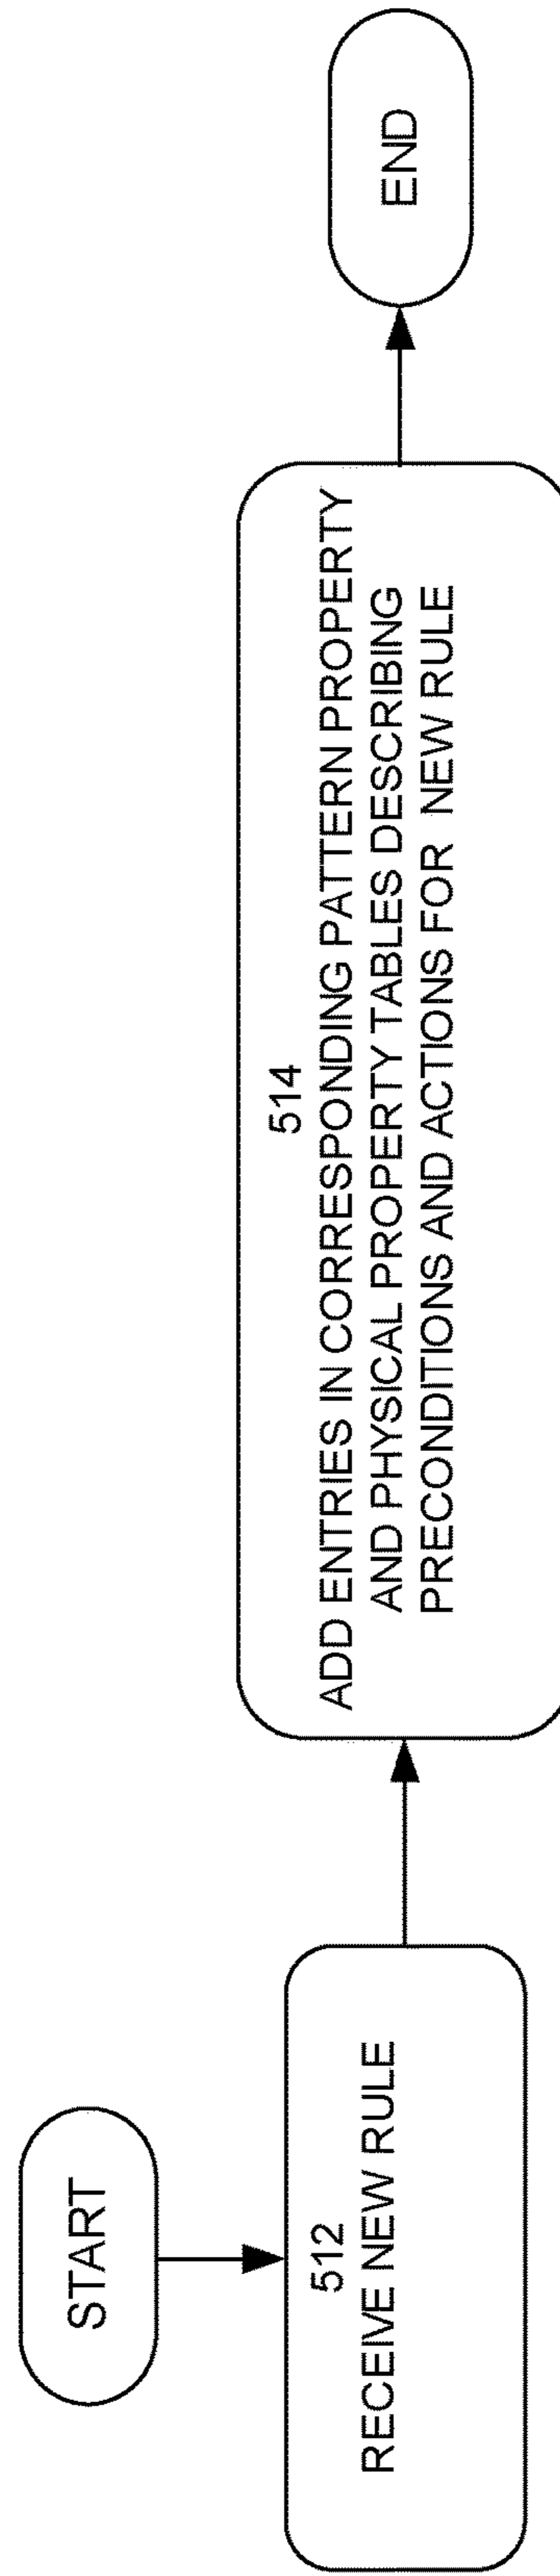 START
512
RECEIVE NEW RULE
514
ADD ENTRIES IN CORRESPONDING PATTERN PROPERTY
AND PHYSICAL PROPERTY TABLES DESCRIBING
PRECONDITIONS AND ACTIONS FOR NEW RULE
END